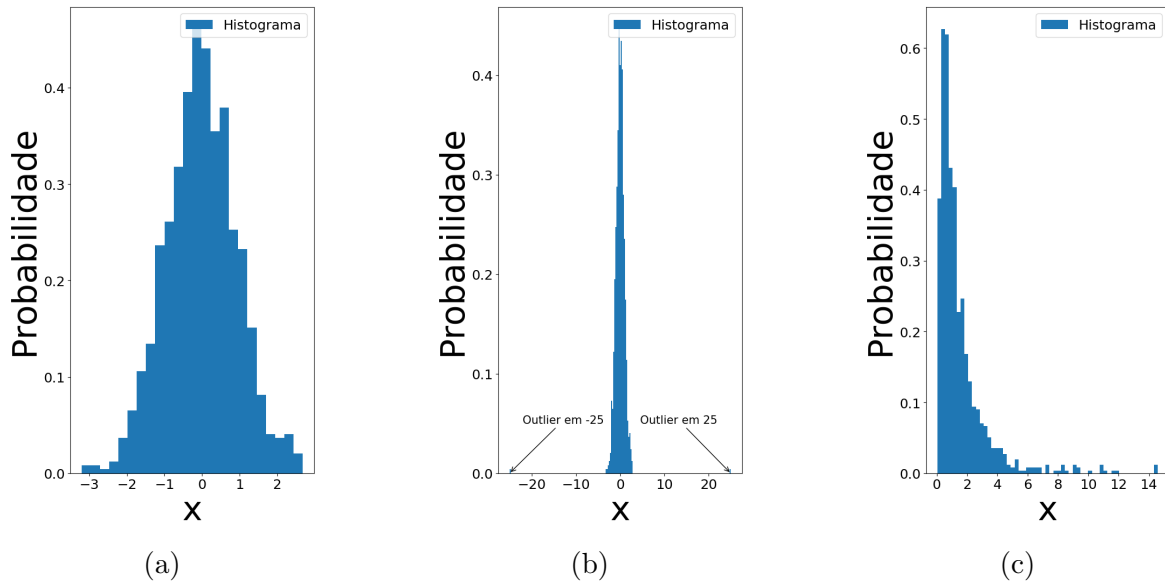 Histograma
Probabilidade
0.4
0.3
0.2
0.1
0.0
−3 −2 −1 0 1 2
x
(a)
Histograma
Probabilidade
0.4
0.3
0.2
0.1
0.0
Outlier em -25
Outlier em 25
−20 −10 0 10 20
x
(b)
Histograma
Probabilidade
0.6
0.5
0.4
0.3
0.2
0.1
0.0
0 2 4 6 8 10 12 14
x
(c)